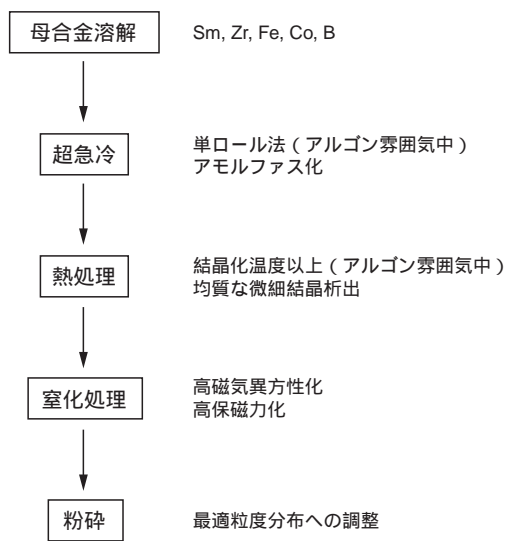 母合金溶解 Sm, Zr, Fe, Co, B
超急冷
単ロール法(アルゴン雰囲気中)
アモルファス化
熱処理
結晶化温度以上(アルゴン雰囲気中)
均質な微細結晶析出
窒化処理
高磁気異方性化
高保磁力化
粉砕 最適粒度分布への調整